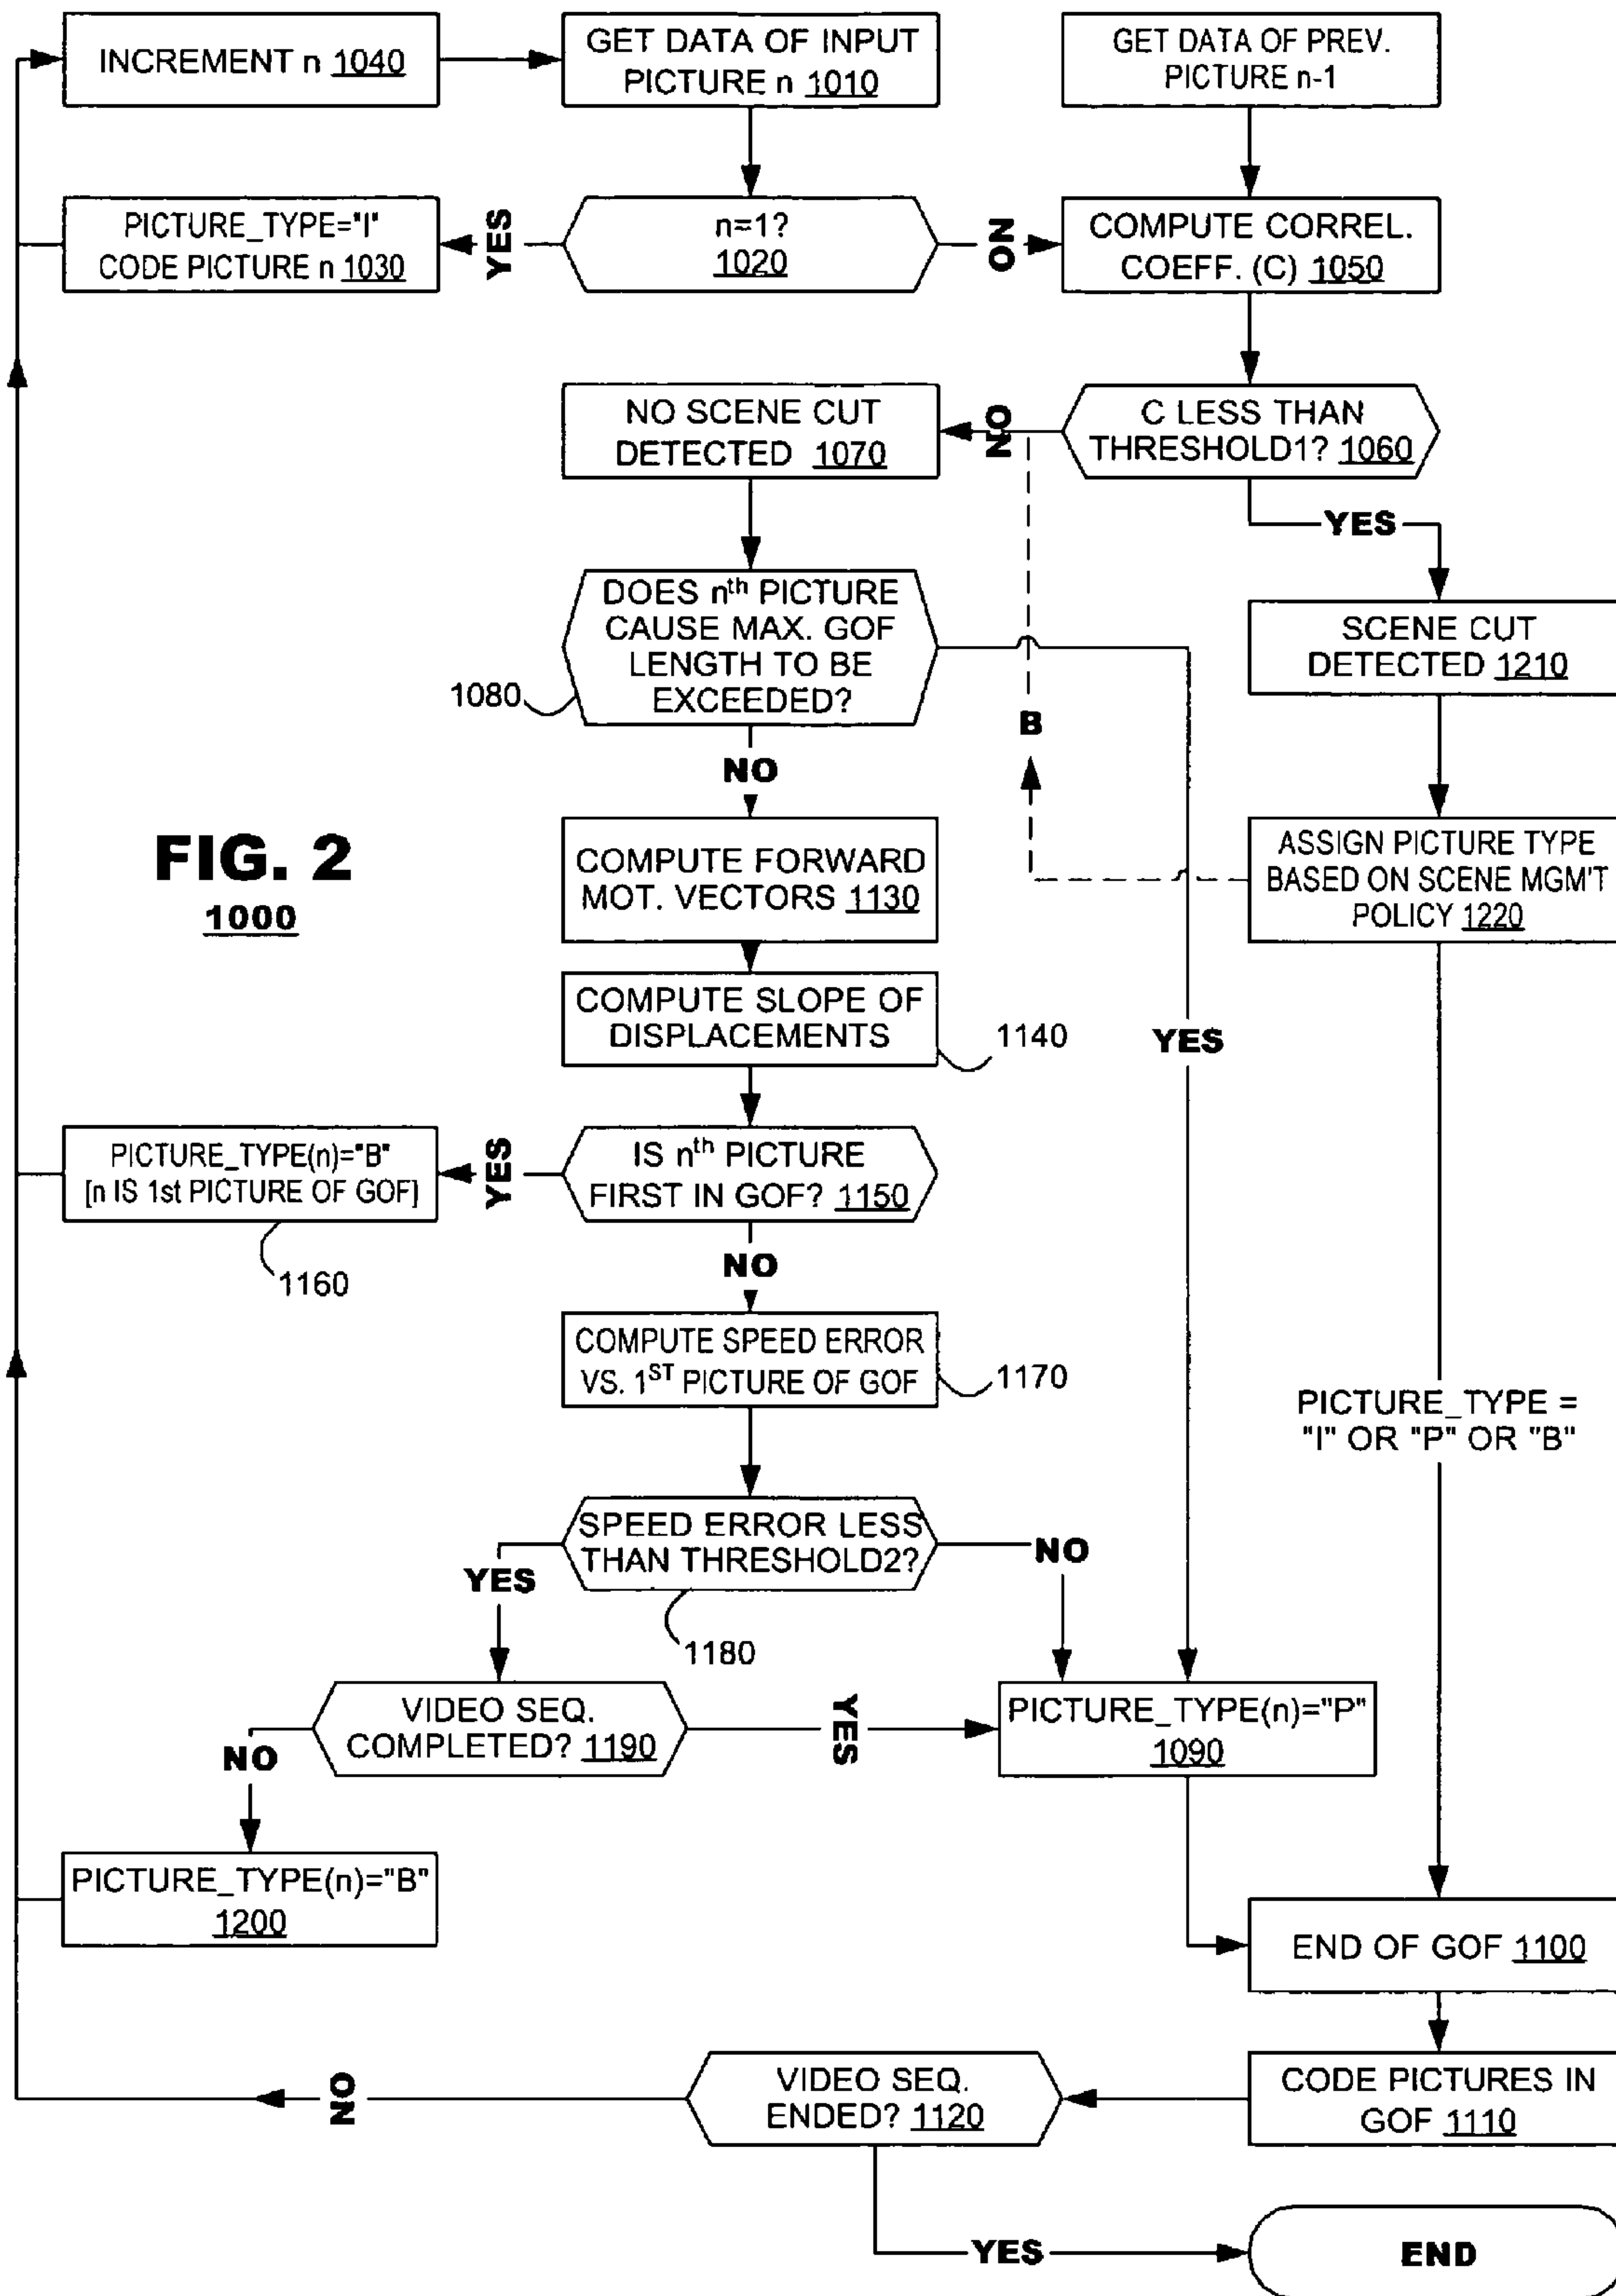 INCREMENT n 1040
GET DATA OF INPUT
PICTURE n 1010
GET DATA OF PREV.
PICTURE n-1
PICTURE_TYPE="I"
CODE PICTURE n 1030
YES
n=1?
1020
NO
COMPUTE CORREL.
COEFF. (C) 1050
NO SCENE CUT
DETECTED 1070
NO
C LESS THAN
THRESHOLD1? 1060
YES
DOES nth PICTURE
CAUSE MAX. GOF
LENGTH TO BE
EXCEEDED?
1080
SCENE CUT
DETECTED 1210
B
NO
FIG. 2
1000
COMPUTE FORWARD
MOT. VECTORS 1130
ASSIGN PICTURE TYPE
BASED ON SCENE MGM'T
POLICY 1220
COMPUTE SLOPE OF
DISPLACEMENTS
1140
YES
PICTURE_TYPE(n)="B"
[n IS 1st PICTURE OF GOF]
1160
YES
IS nth PICTURE
FIRST IN GOF? 1150
NO
COMPUTE SPEED ERROR
VS. 1ST PICTURE OF GOF
1170
PICTURE_TYPE =
"I" OR "P" OR "B"
SPEED ERROR LESS
THAN THRESHOLD2?
1180
YES
NO
VIDEO SEQ.
COMPLETED? 1190
YES
PICTURE_TYPE(n)="P"
1090
NO
PICTURE_TYPE(n)="B"
1200
END OF GOF 1100
NO
VIDEO SEQ.
ENDED? 1120
CODE PICTURES IN
GOF 1110
YES
END